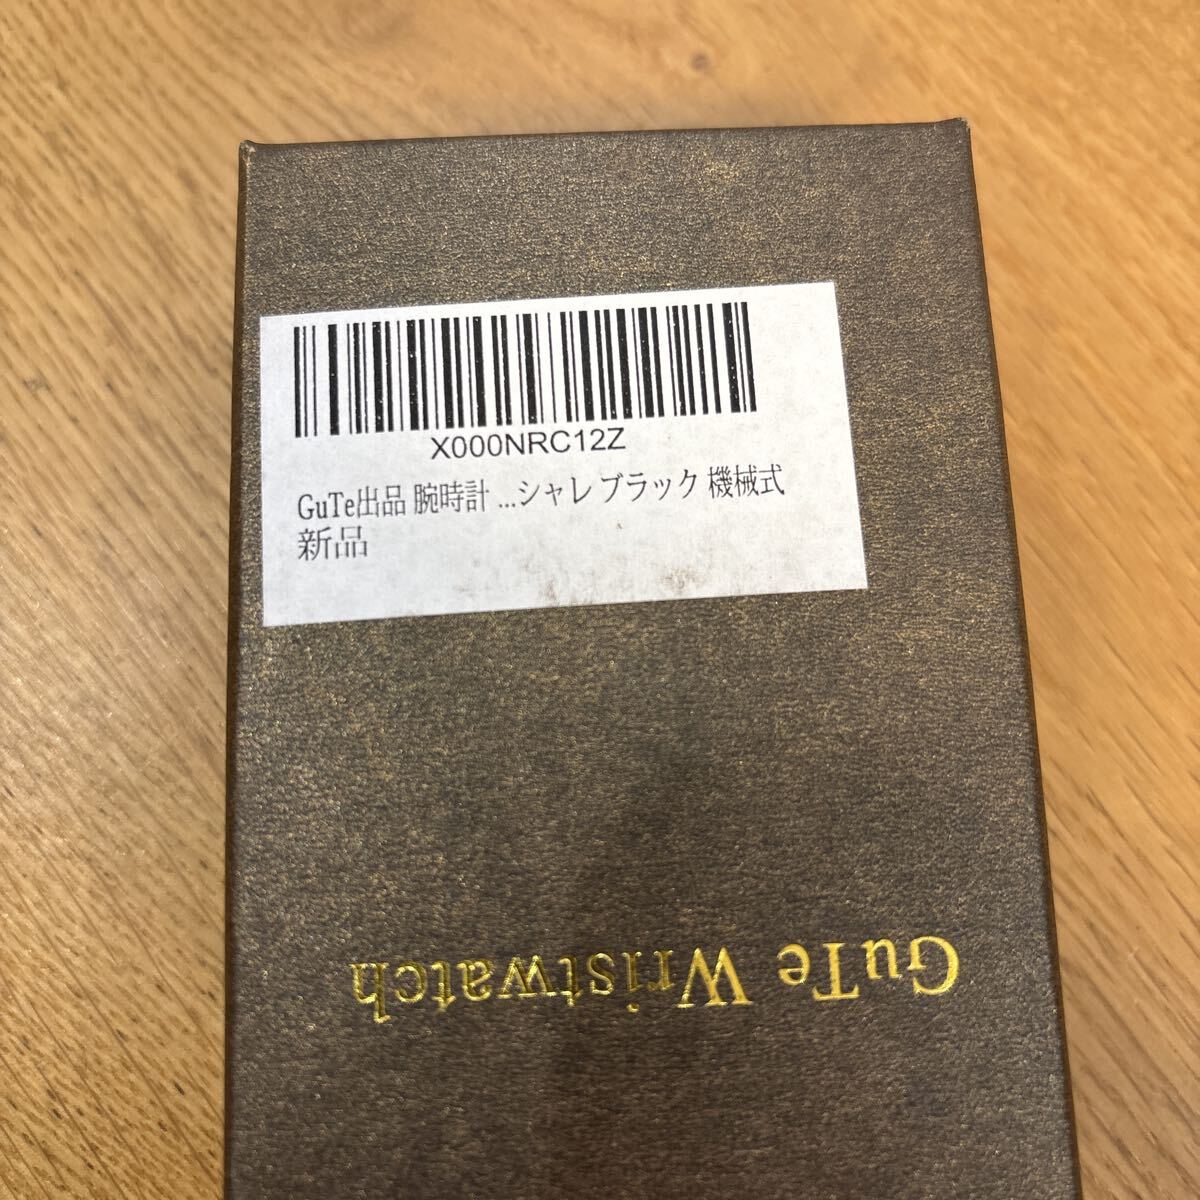 X000NRC12Z
GuTe出品 腕時計 ...シャレ ブラック 機械式
新品
GuTe Wristwatch